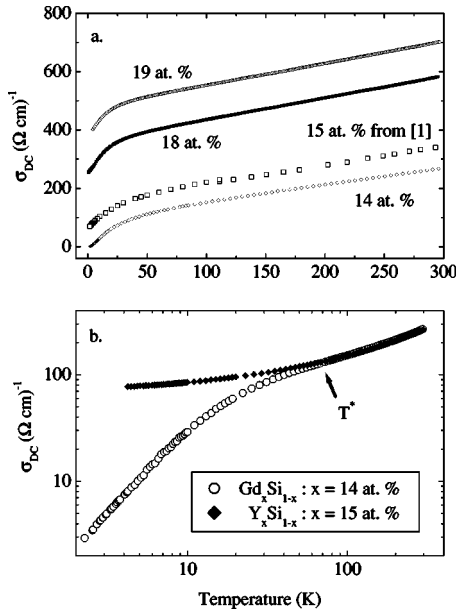 800
a.
600
19 at. %
400
18 at. %
15 at. % from [1]
200
14 at. %
0
σDC (Ω cm)⁻¹
0 50 100 150 200 250 300
b.
100
T*
10
σDC (Ω cm)⁻¹
GdxSi1-x : x = 14 at. %
YxSi1-x : x = 15 at. %
10 100
Temperature (K)